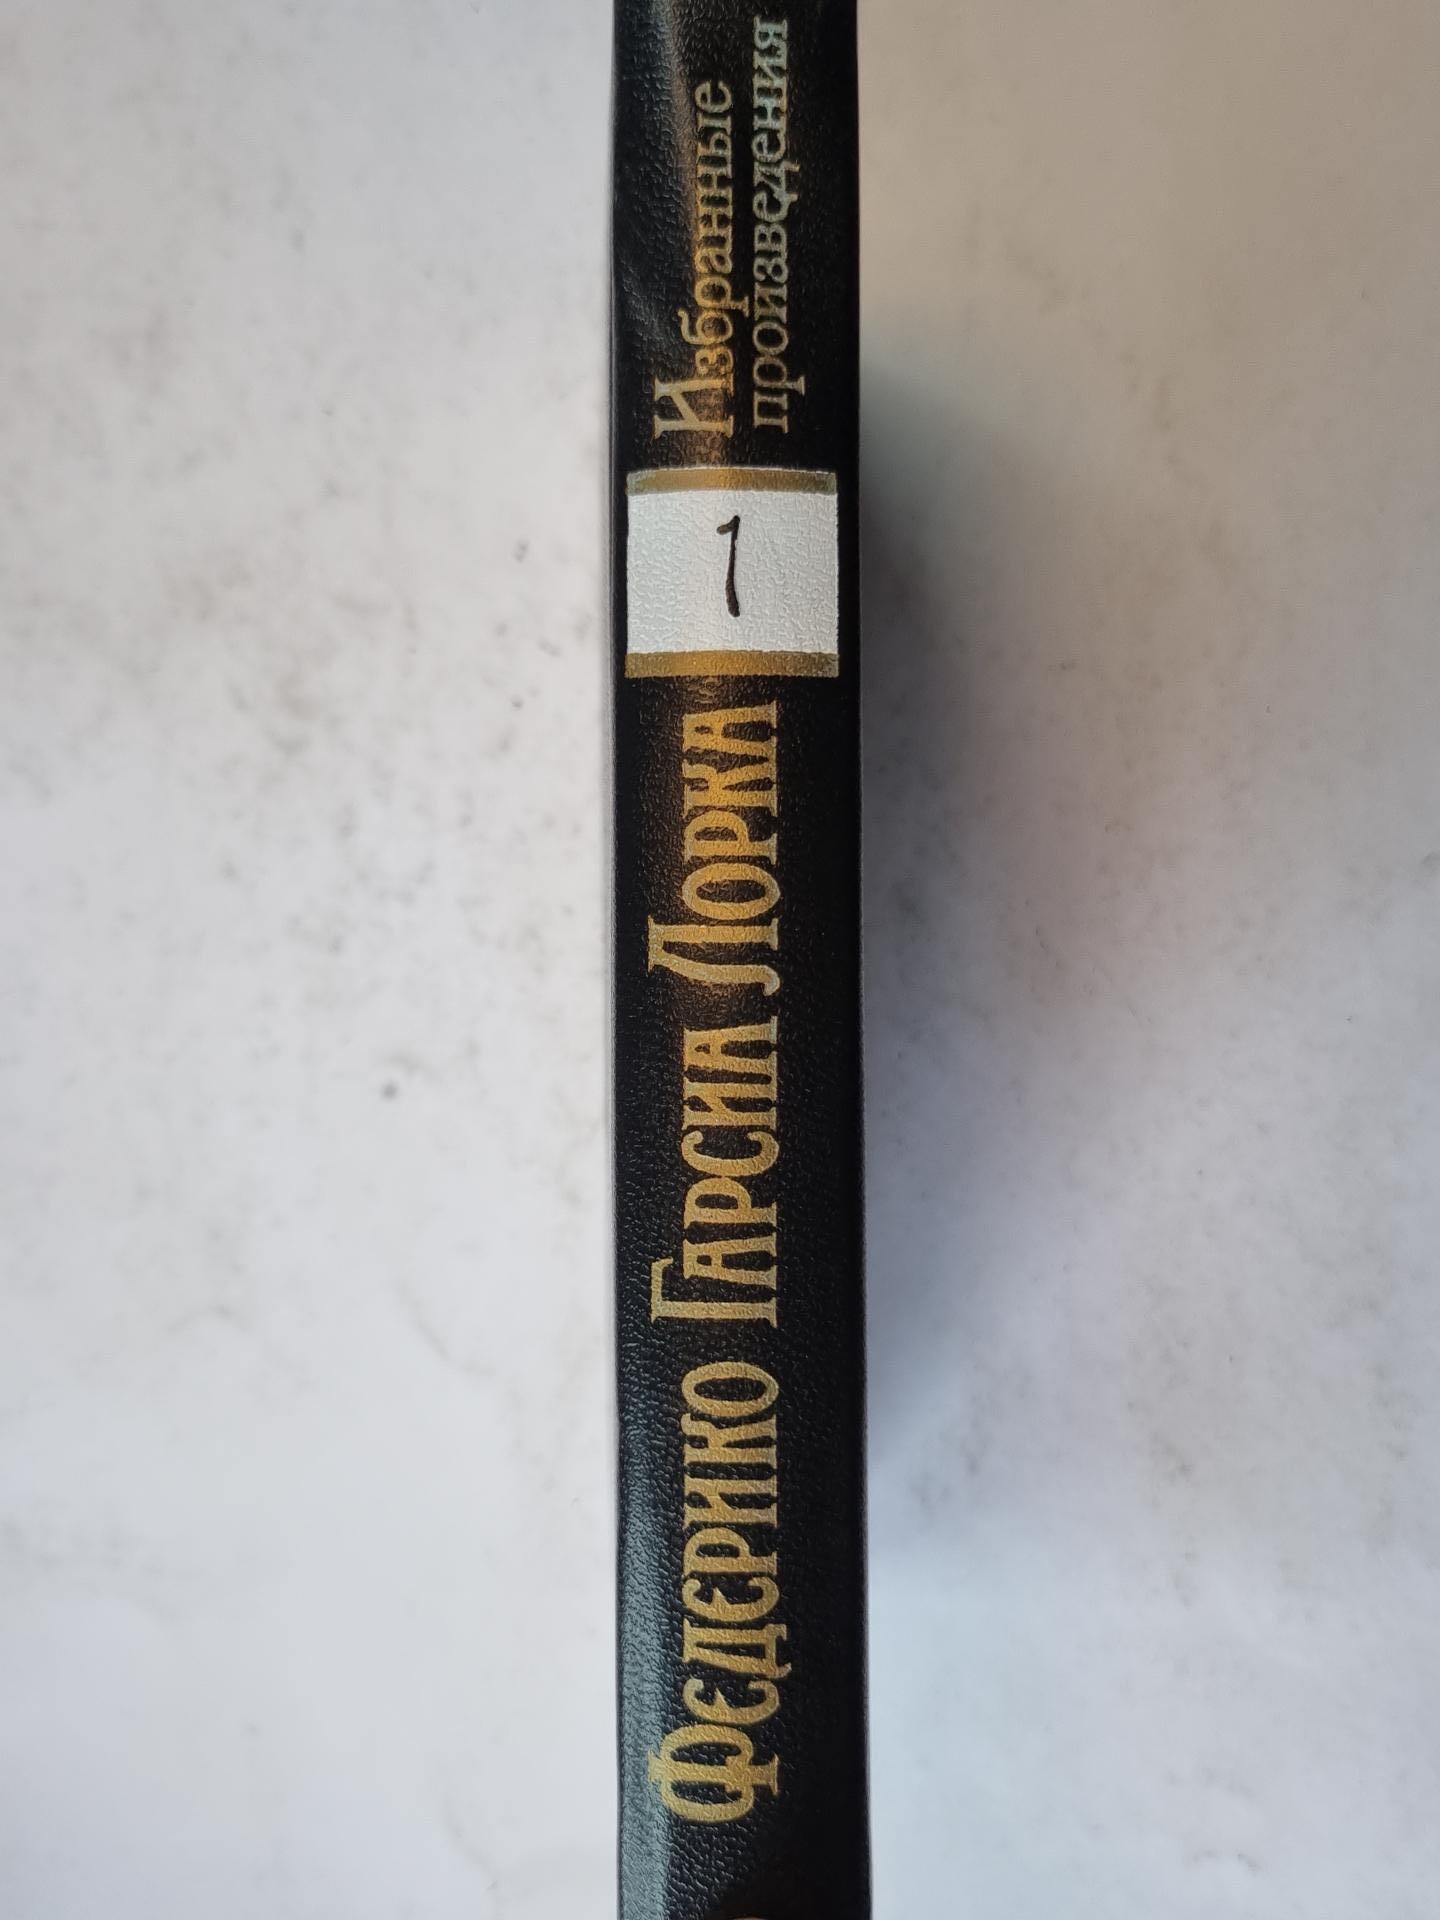 Федерико Гарсиа Лорка
1
Избранные
произведения